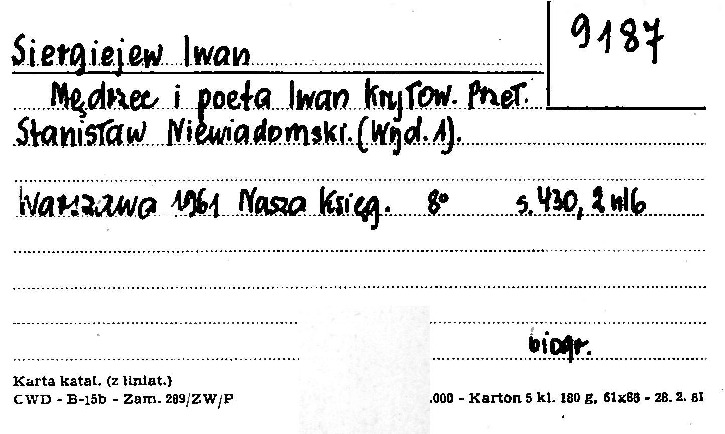 9187
Siergiejew Iwan
Mędrzec i poeta Iwan Kryłow. Przeł.
Stanisław Niewiadomski. (Wyd. 1).
Warszawa 1961 Nasza Księg. 8° s. 430, 2 nlb
biogr.
Karta katal. (z liniat.)
CWD - B-15b - Zam. 289/ZW/P .000 - Karton 5 kl. 180 g, 61x86 - 28. 2. 81